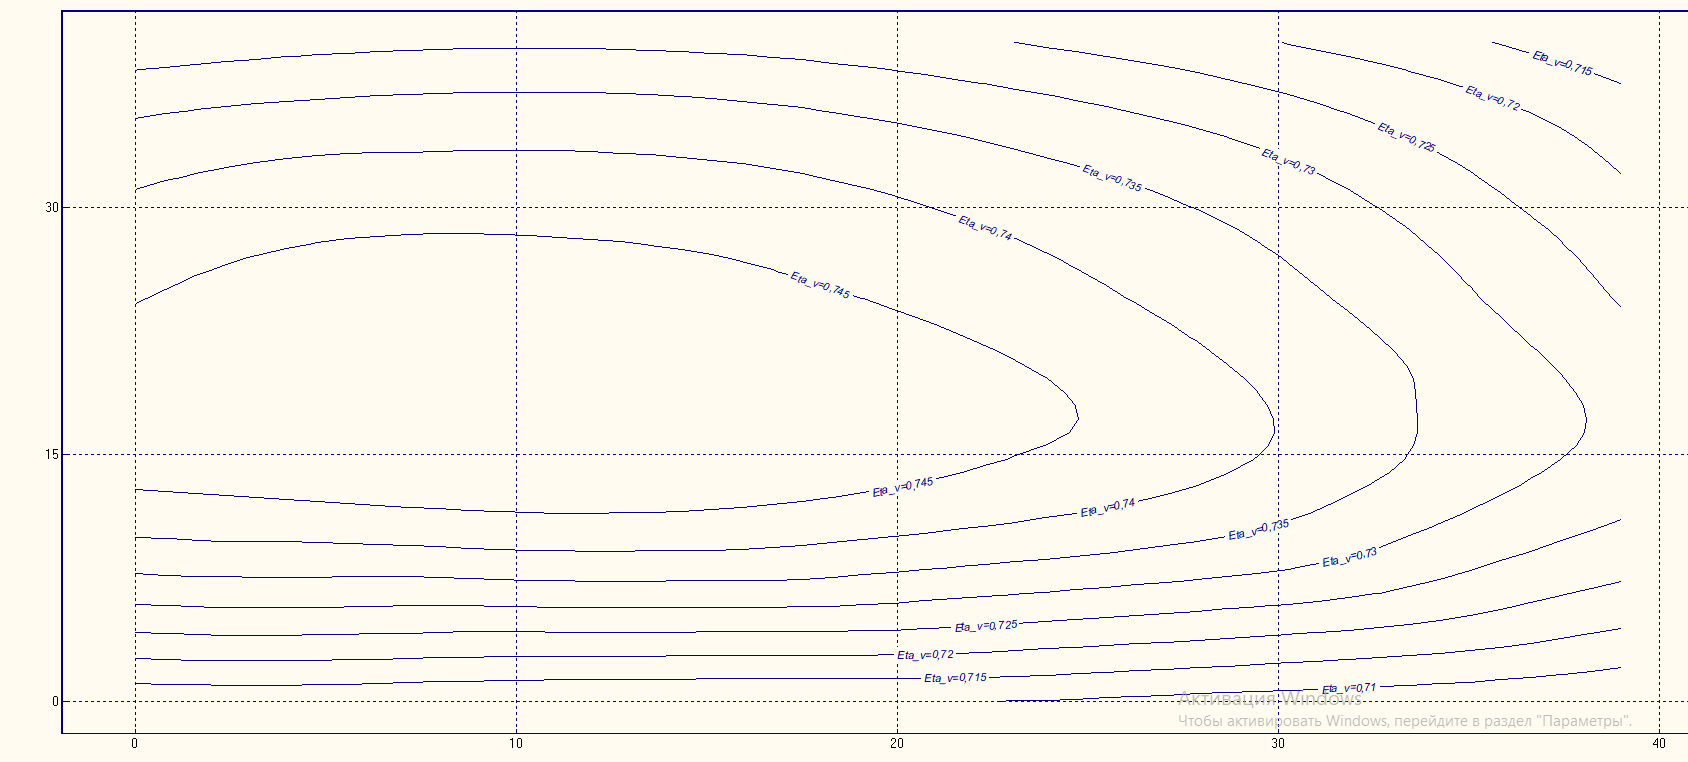 Eta_v=0,715
Eta_v=0,72
Eta_v=0,725
Eta_v=0,73
Eta_v=0,735
30
Eta_v=0,74
Eta_v=0,745
15
Eta_v=0,745
Eta_v=0,74
Eta_v=0,735
Eta_v=0,73
Eta_v=0,725
Eta_v=0,72
Eta_v=0,715
Eta_v=0,71
0
Активация Windows
Чтобы активировать Windows, перейдите в раздел "Параметры".
0 10 20 30 40